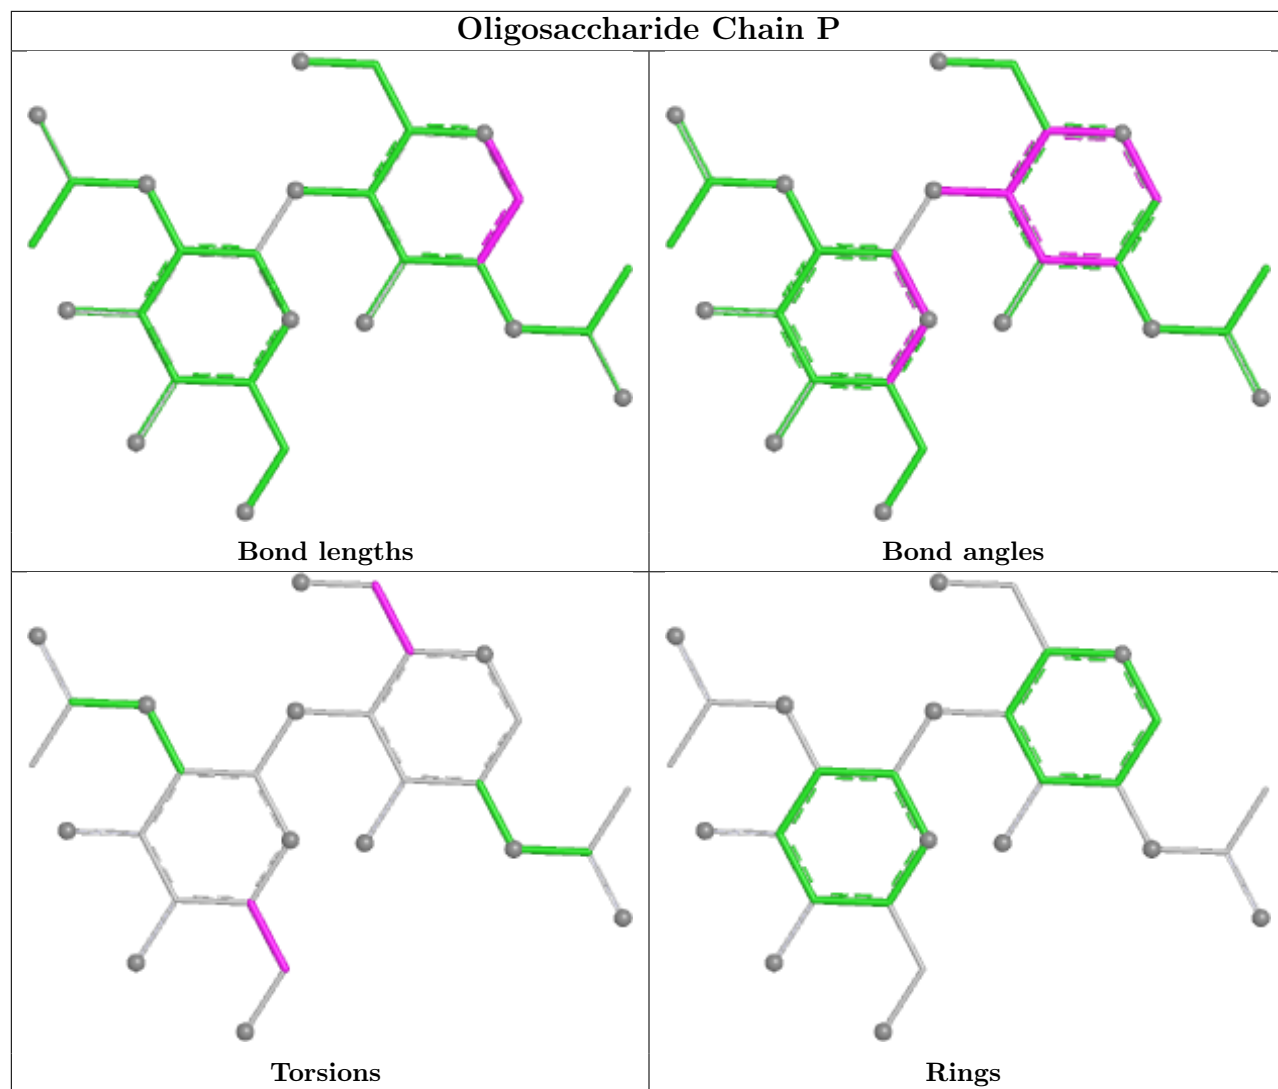 Oligosaccharide Chain P
Bond lengths
Bond angles
Torsions
Rings